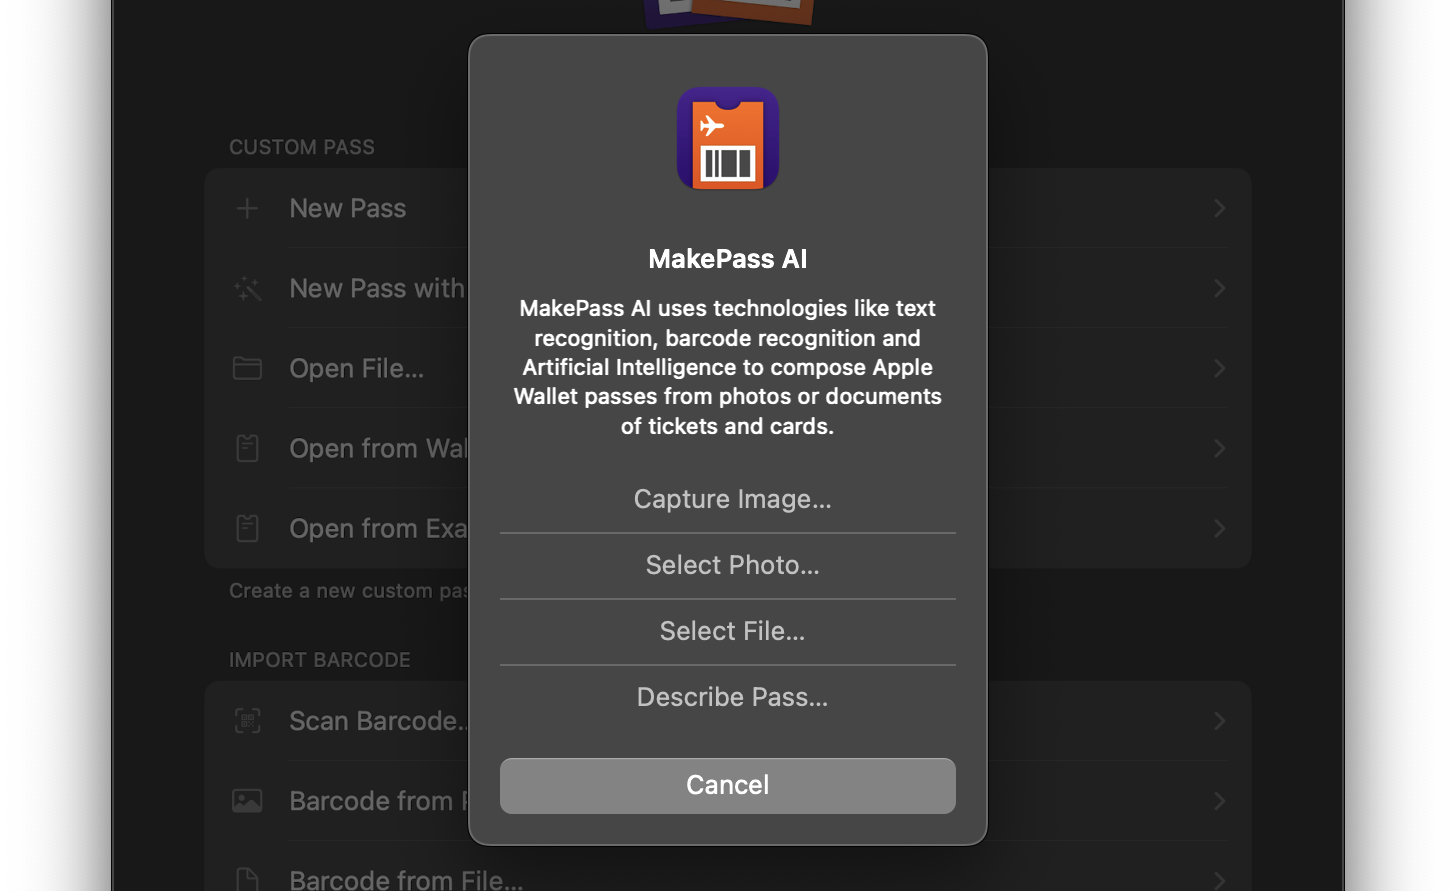 CUSTOM PASS
New Pass
New Pass with
Open File...
Open from Wal
Open from Exa
Create a new custom pas
IMPORT BARCODE
Scan Barcode..
Barcode from
Barcode from File...
MakePass AI
MakePass AI uses technologies like text
recognition, barcode recognition and
Artificial Intelligence to compose Apple
Wallet passes from photos or documents
of tickets and cards.
Capture Image...
Select Photo...
Select File...
Describe Pass...
Cancel